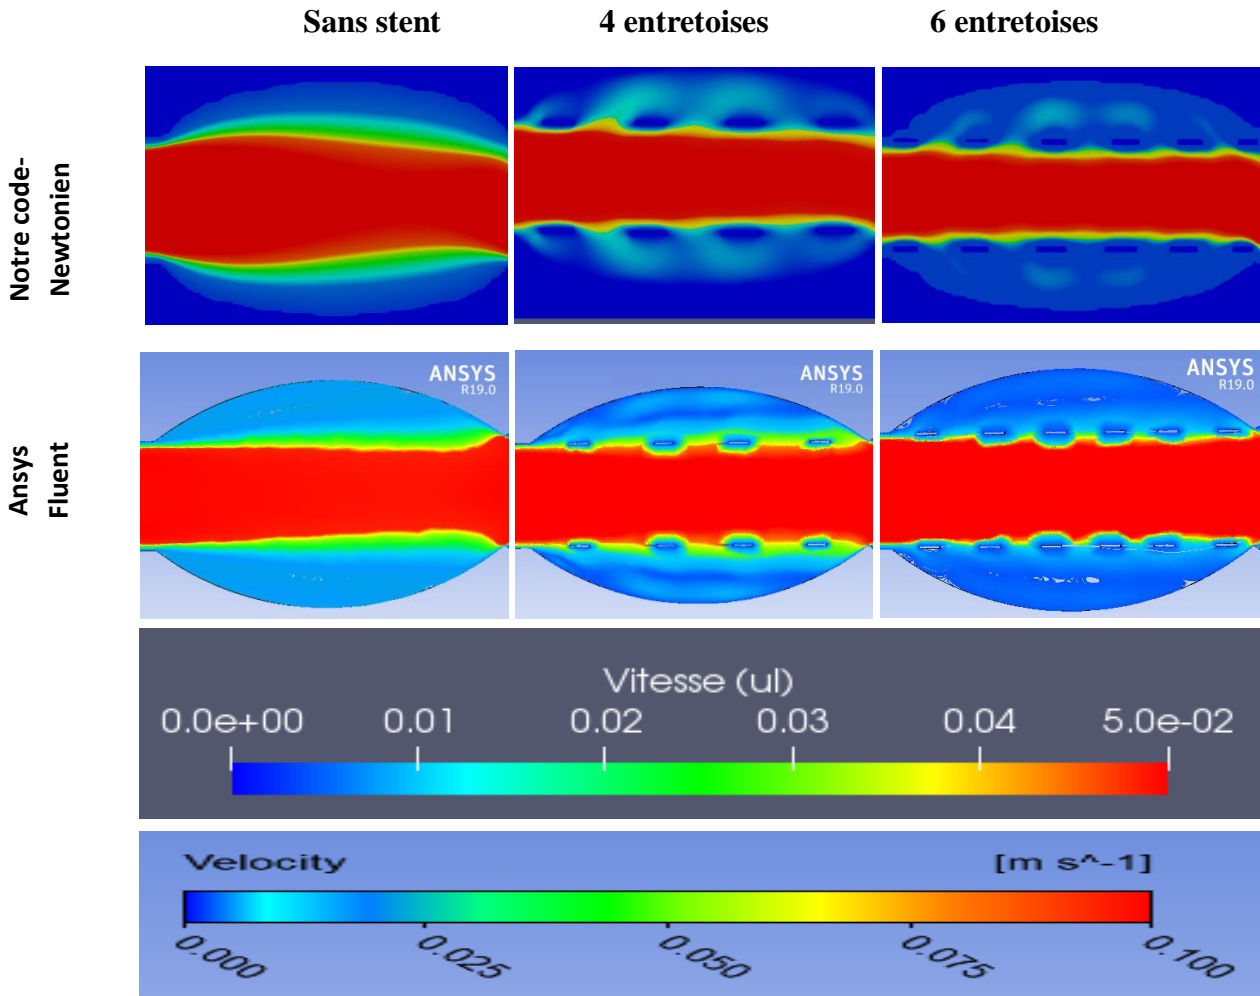 Sans stent 4 entretoises 6 entretoises
Notre code-
Newtonien
ANSYS
R19.0
ANSYS
R19.0
ANSYS
R19.0
Ansys
Fluent
Vitesse (ul)
0.0e+00 0.01 0.02 0.03 0.04 5.0e-02
Velocity [m s^-1]
0.000 0.025 0.050 0.075 0.100